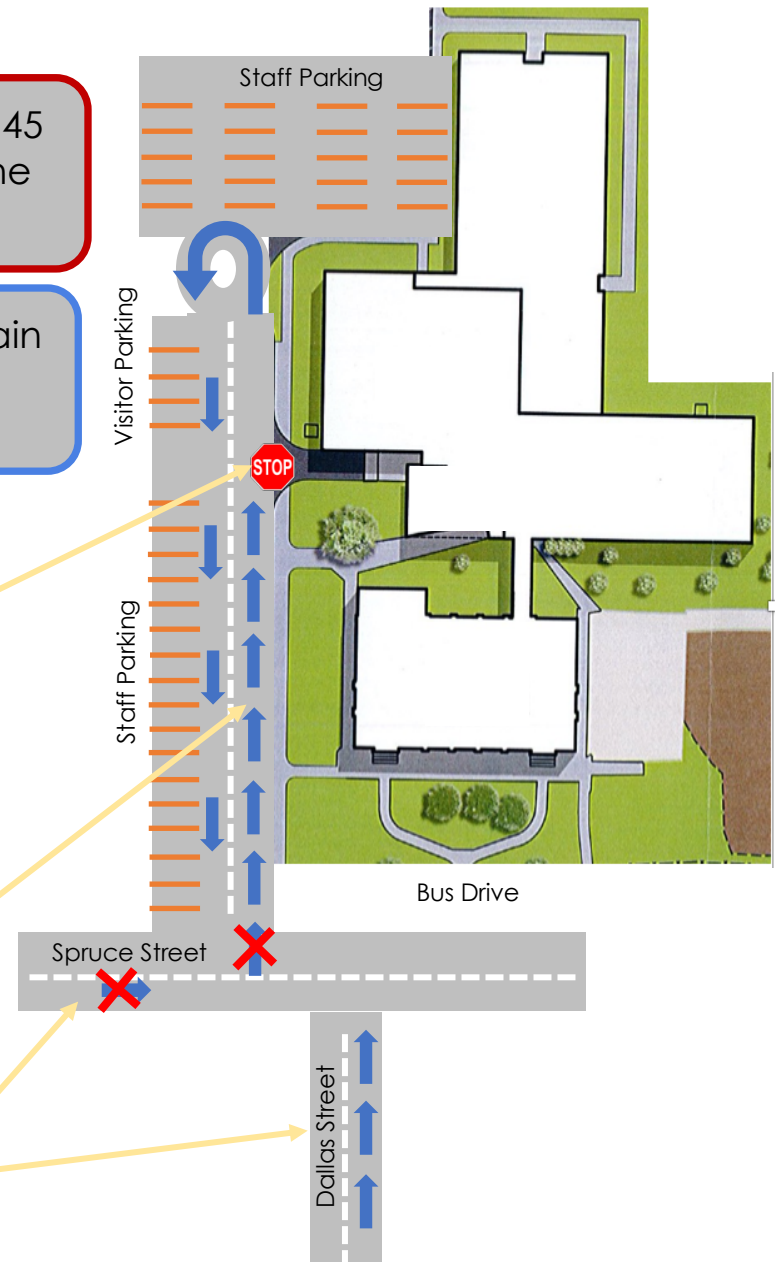 Staff Parking
45
ne
ain
Visitor Parking
STOP
Staff Parking
Bus Drive
Spruce Street
Dallas Street